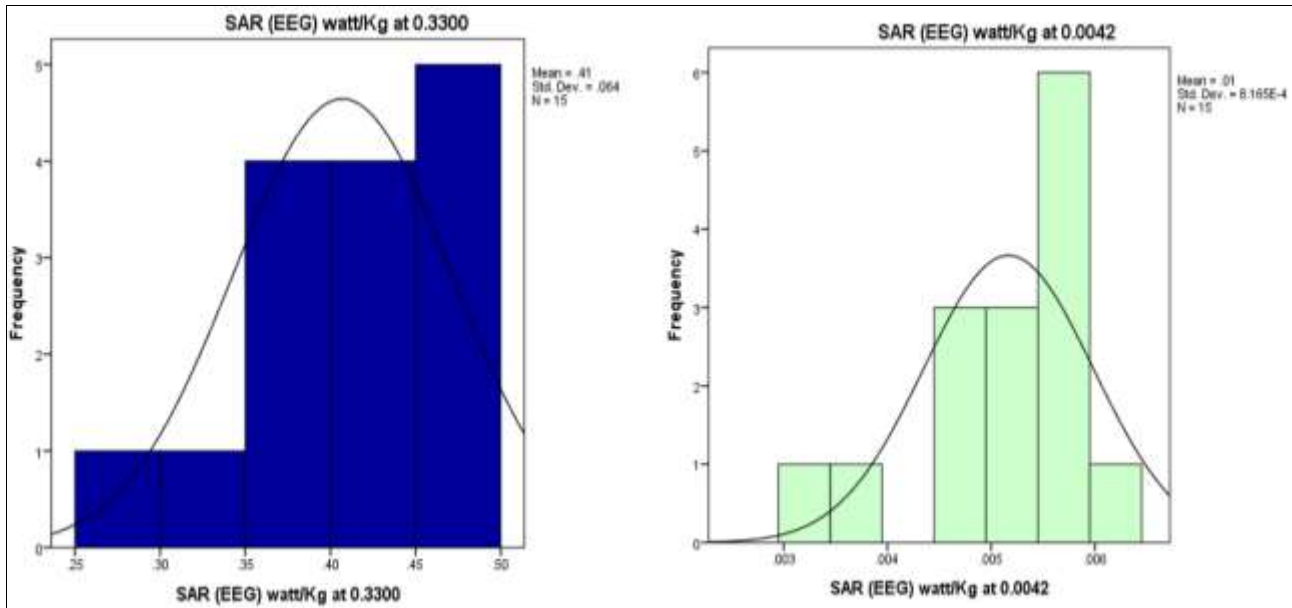 SAR (EEG) watt/Kg at 0.3300
Mean = .41
Std. Dev. = .064
N = 15
5
4
3
2
1
0
Frequency
.25 .30 .35 .40 .45 .50
SAR (EEG) watt/Kg at 0.3300
SAR (EEG) watt/Kg at 0.0042
Mean = .01
Std. Dev. = 8.165E-4
N = 15
6
5
4
3
2
1
0
Frequency
.003 .004 .005 .006
SAR (EEG) watt/Kg at 0.0042